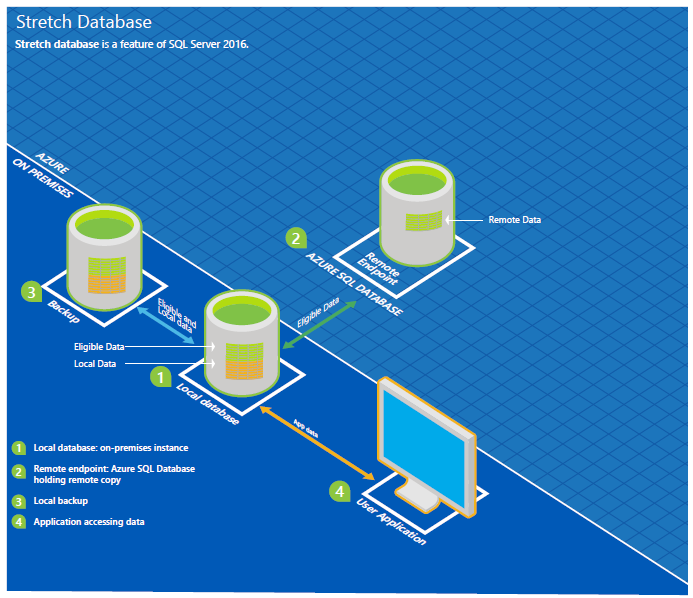 Stretch Database
Stretch database is a feature of SQL Server 2016.
AZURE
ON PREMISES
Remote Data
2
Remote
Endpoint
AZURE SQL DATABASE
3
Backup
Eligible and
Local data
Eligible Data
Eligible Data
Local Data
1
Local database
App data
4
User Application
1 Local database: on-premises instance
2 Remote endpoint: Azure SQL Database
holding remote copy
3 Local backup
4 Application accessing data